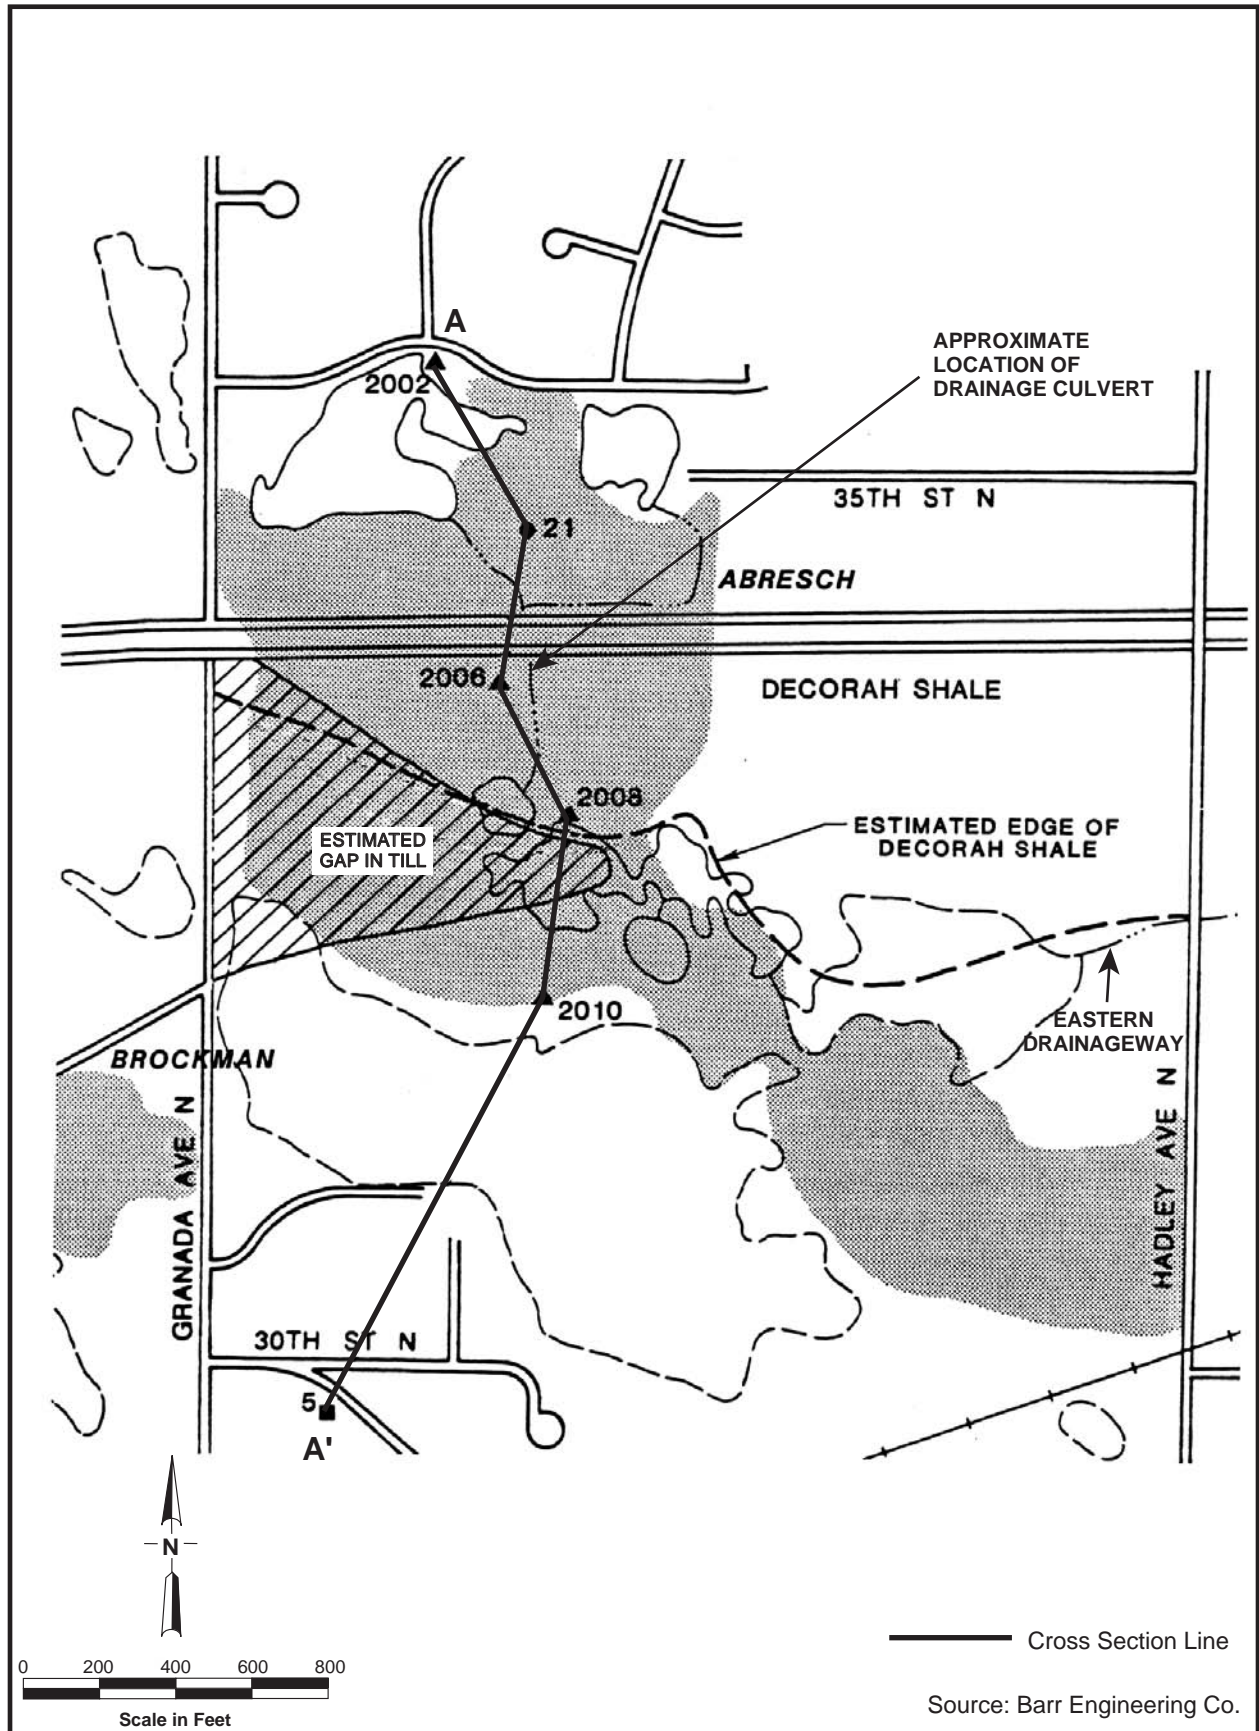 A
2002
APPROXIMATE
LOCATION OF
DRAINAGE CULVERT
35TH ST N
21
ABRESCH
2006
DECORAH SHALE
2008
ESTIMATED
GAP IN TILL
ESTIMATED EDGE OF
DECORAH SHALE
2010
EASTERN
DRAINAGEWAY
BROCKMAN
GRANADA AVE N
HADLEY AVE N
30TH ST N
5
A'
N
0 200 400 600 800
Scale in Feet
Cross Section Line
Source: Barr Engineering Co.